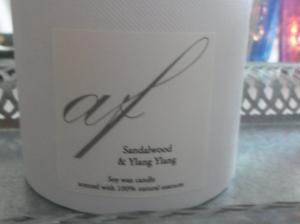 af
Sandalwood
& Ylang Ylang
Soy wax candle
scented with 100% natural essences